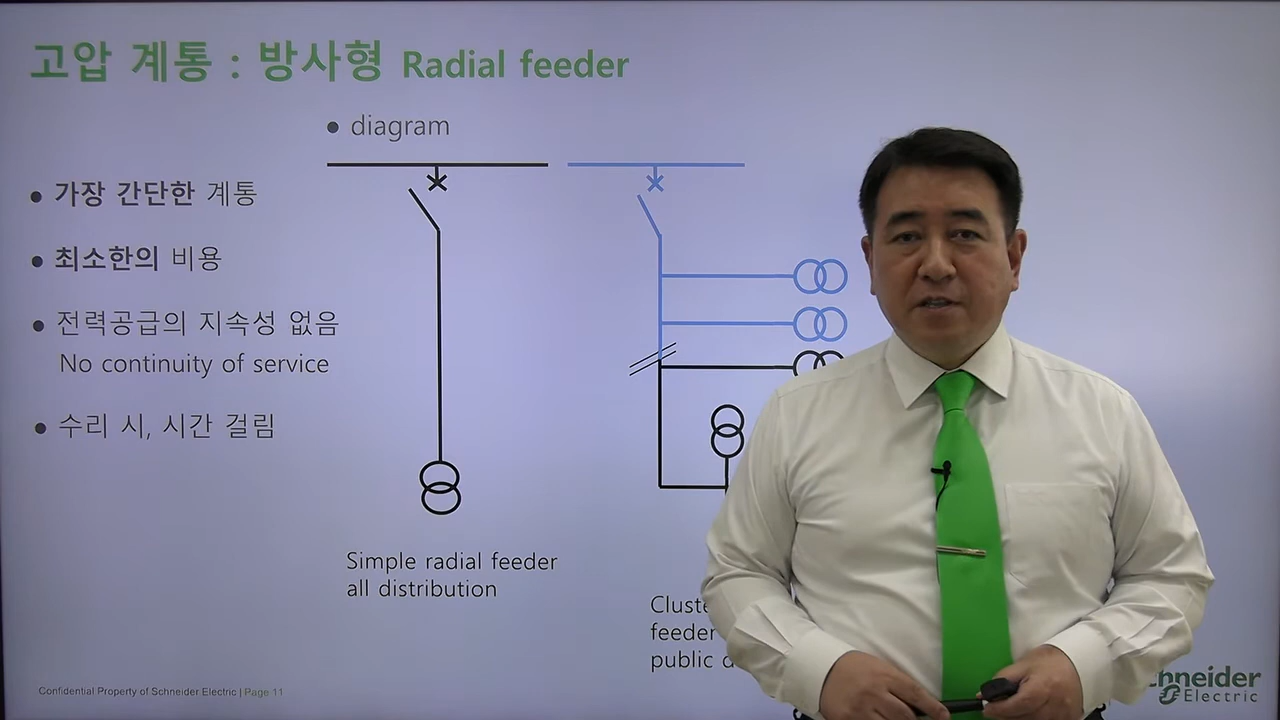 고압 계통 : 방사형 Radial feeder
● diagram
● 가장 간단한 계통
● 최소한의 비용
● 전력공급의 지속성 없음
No continuity of service
● 수리 시, 시간 걸림
Simple radial feeder
all distribution
feeder
public
Confidential Property of Schneider Electric | Page 11
Electric